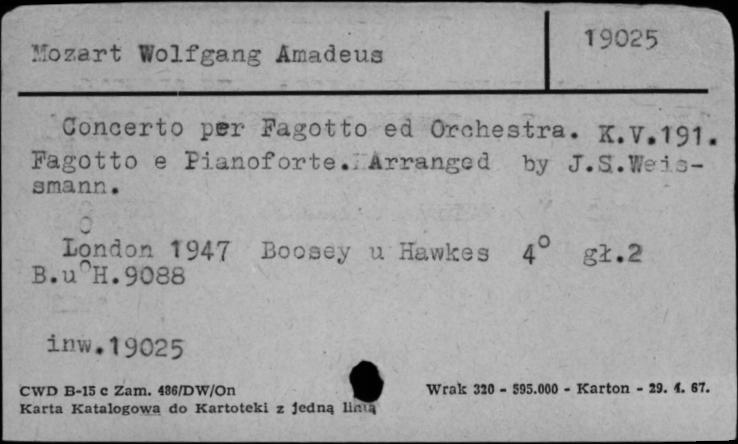 Mozart Wolfgang Amadeus
19025
Concerto per Fagotto ed Orchestra. K.V.191.
Fagotto e Pianoforte. Arranged by J.S.Weis-
smann.
London 1947 Boosey u Hawkes 4° gł.2
B.u H.9088
inw.19025
CWD B-15 c Zam. 486/DW/On
Wrak 320 - 595.000 - Karton - 29. 4. 67.
Karta Katalogowa do Kartoteki z jedną linią